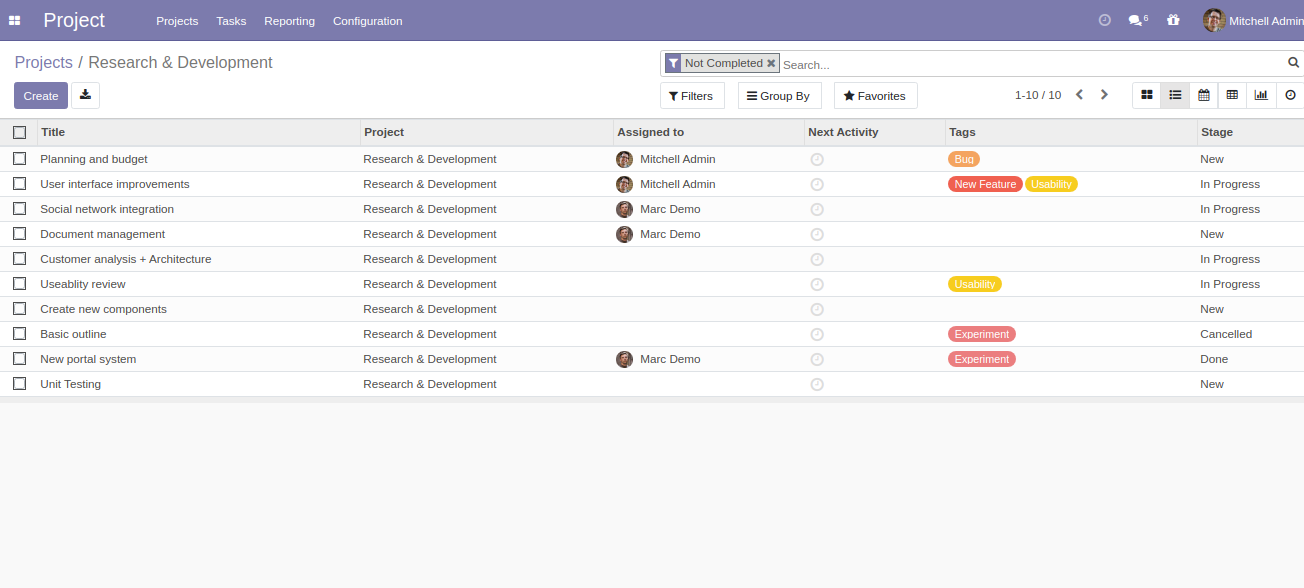 Project Projects Tasks Reporting Configuration 6 Mitchell Admin
Projects / Research & Development Not Completed Search...
Create Filters Group By Favorites 1-10 / 10
Title Project Assigned to Next Activity Tags Stage
Planning and budget Research & Development Mitchell Admin Bug New
User interface improvements Research & Development Mitchell Admin New Feature Usability In Progress
Social network integration Research & Development Marc Demo In Progress
Document management Research & Development Marc Demo New
Customer analysis + Architecture Research & Development In Progress
Useablity review Research & Development Usability In Progress
Create new components Research & Development New
Basic outline Research & Development Experiment Cancelled
New portal system Research & Development Marc Demo Experiment Done
Unit Testing Research & Development New